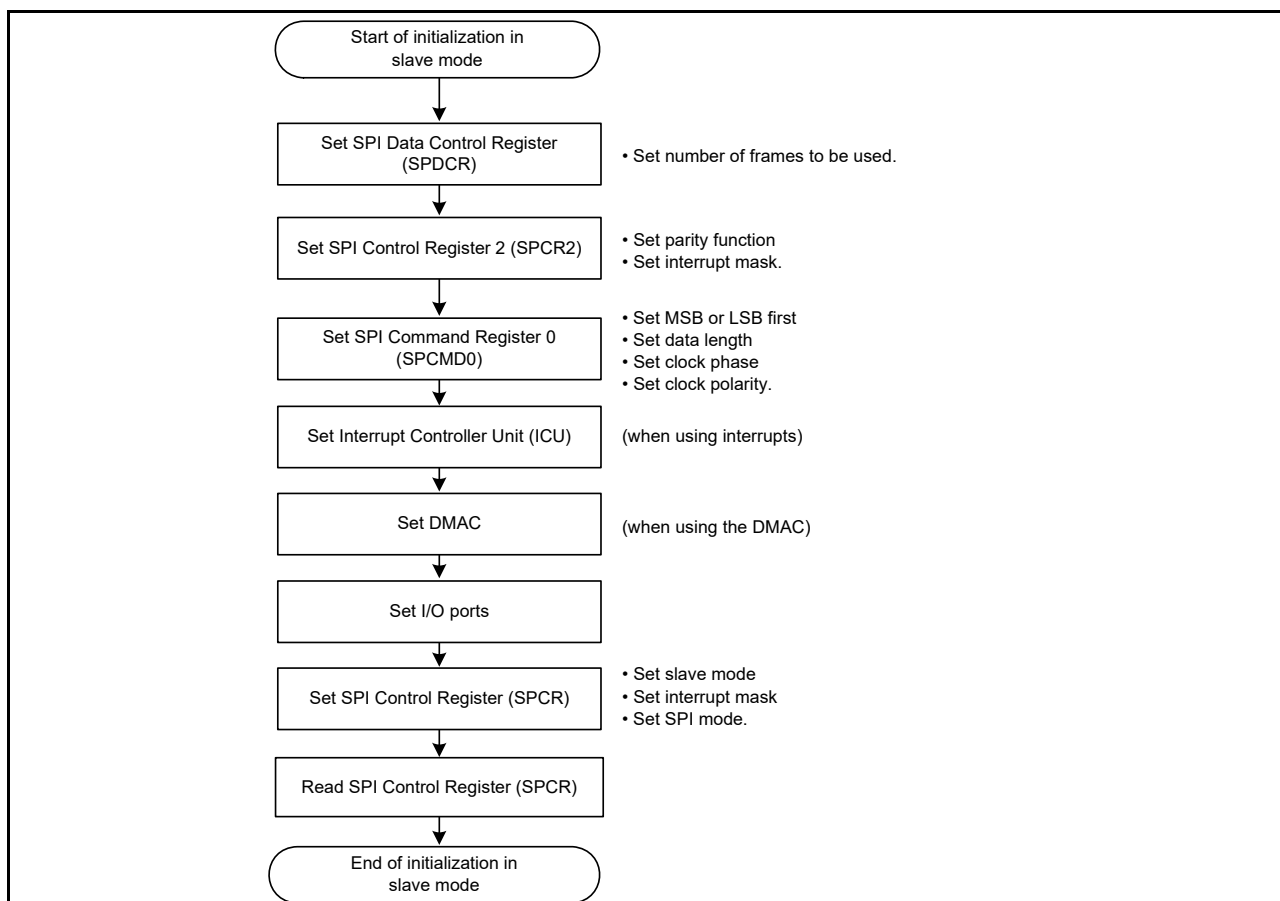 Start of initialization in
slave mode
Set SPI Data Control Register
(SPDCR)
• Set number of frames to be used.
Set SPI Control Register 2 (SPCR2)
• Set parity function
• Set interrupt mask.
Set SPI Command Register 0
(SPCMD0)
• Set MSB or LSB first
• Set data length
• Set clock phase
• Set clock polarity.
Set Interrupt Controller Unit (ICU)
(when using interrupts)
Set DMAC
(when using the DMAC)
Set I/O ports
Set SPI Control Register (SPCR)
• Set slave mode
• Set interrupt mask
• Set SPI mode.
Read SPI Control Register (SPCR)
End of initialization in
slave mode